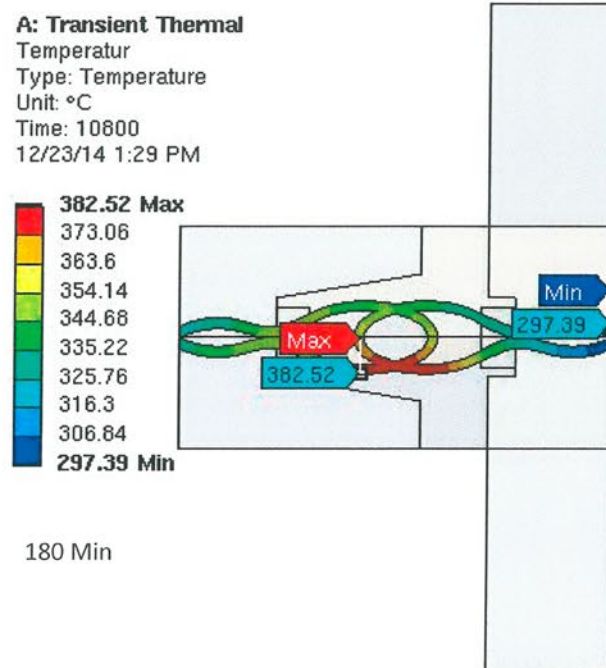 A: Transient Thermal
Temperatur
Type: Temperature
Unit: °C
Time: 10800
12/23/14 1:29 PM
382.52 Max
373.06
363.6
354.14
344.68
335.22
325.76
316.3
306.84
297.39 Min
Max
382.52
Min
297.39
180 Min